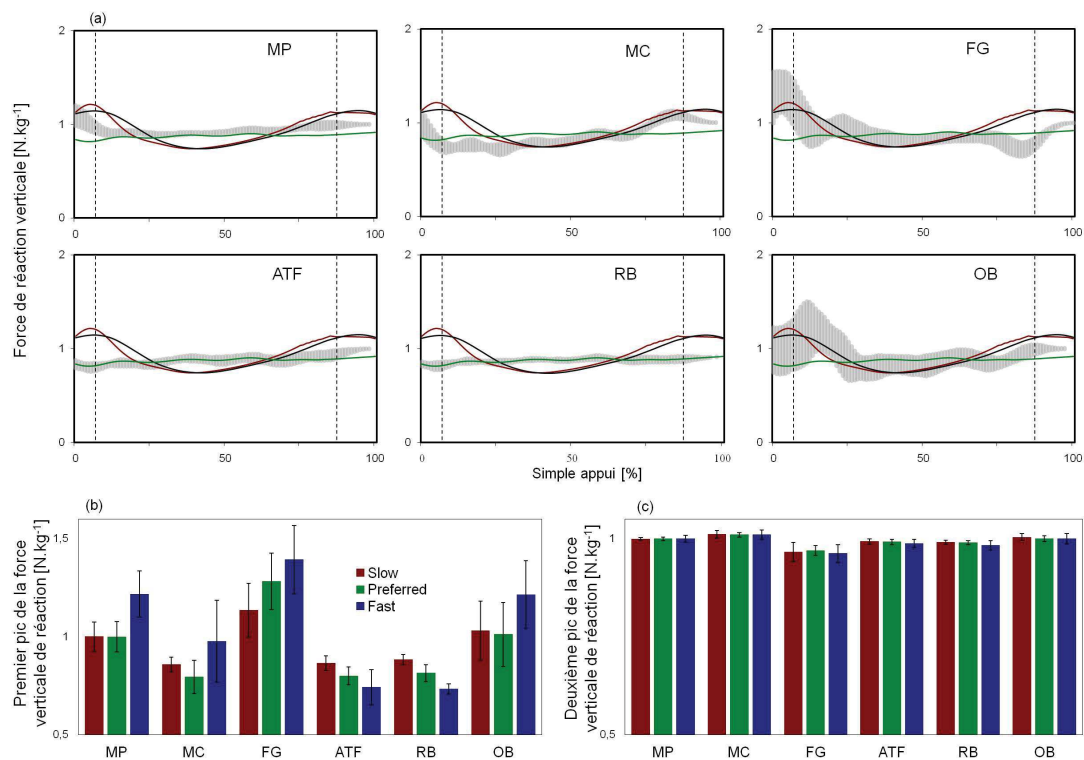 (a)
Force de réaction verticale [N.kg-1]
2
1
0
MP
0
50
100
2
1
0
MC
0
50
100
2
1
0
FG
0
50
100
2
1
0
ATF
0
50
100
2
1
0
RB
0
50
100
2
1
0
OB
0
50
100
Simple appui [%]
(b)
Premier pic de la force
verticale de réaction [N.kg-1]
1,5
1
0,5
Slow
Preferred
Fast
MP MC FG ATF RB OB
(c)
Deuxième pic de la force
verticale de réaction [N.kg-1]
1
0,5
MP MC FG ATF RB OB